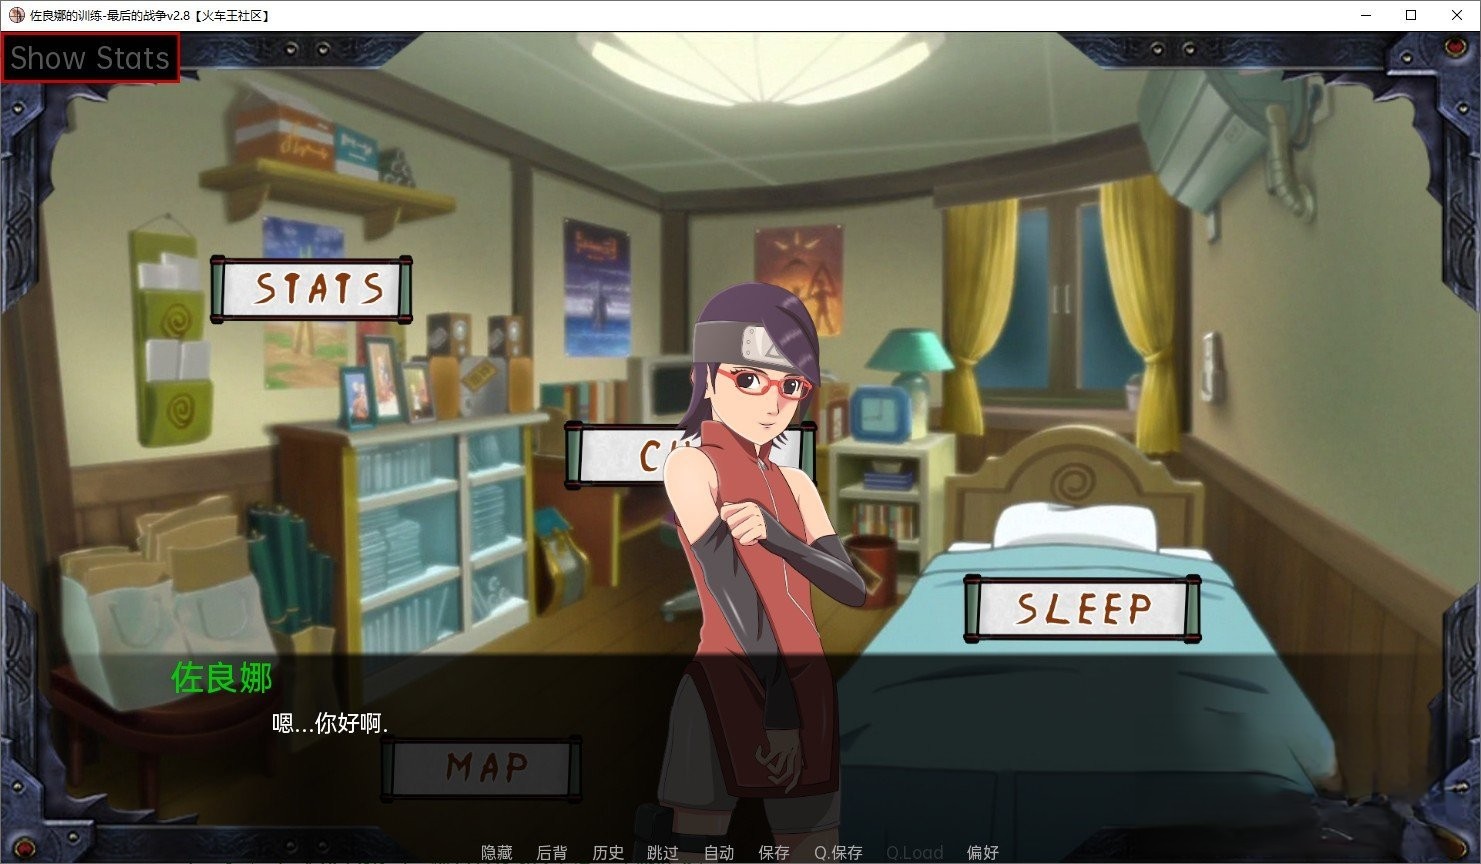 佐良娜的训练-最后的战争v2.8【火车王社区】
Show Stats
STATS
SLEEP
佐良娜
嗯...你好啊.
MAP
隐藏 后背 历史 跳过 自动 保存 Q.保存 Q.Load 偏好